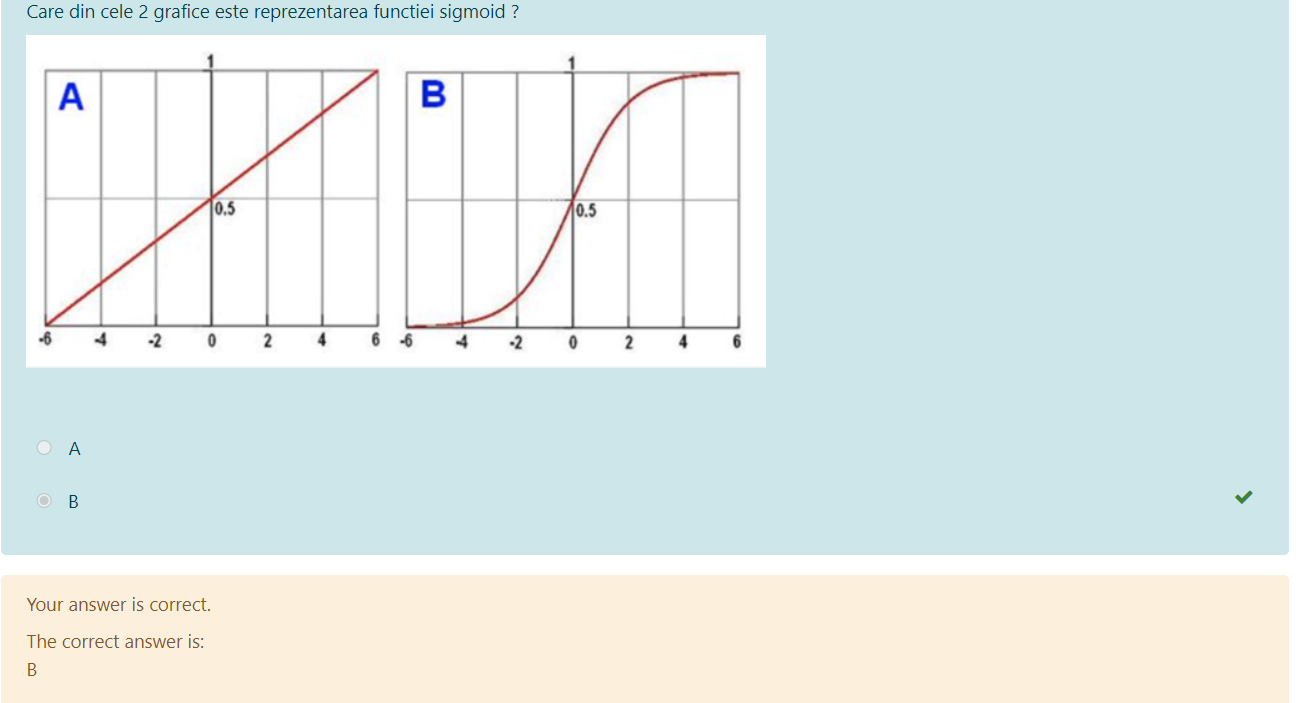 Care din cele 2 grafice este reprezentarea functiei sigmoid ?
1
A
0.5
-6 -4 -2 0 2 4 6
1
B
0.5
-6 -4 -2 0 2 4 6
A
B
Your answer is correct.
The correct answer is:
B